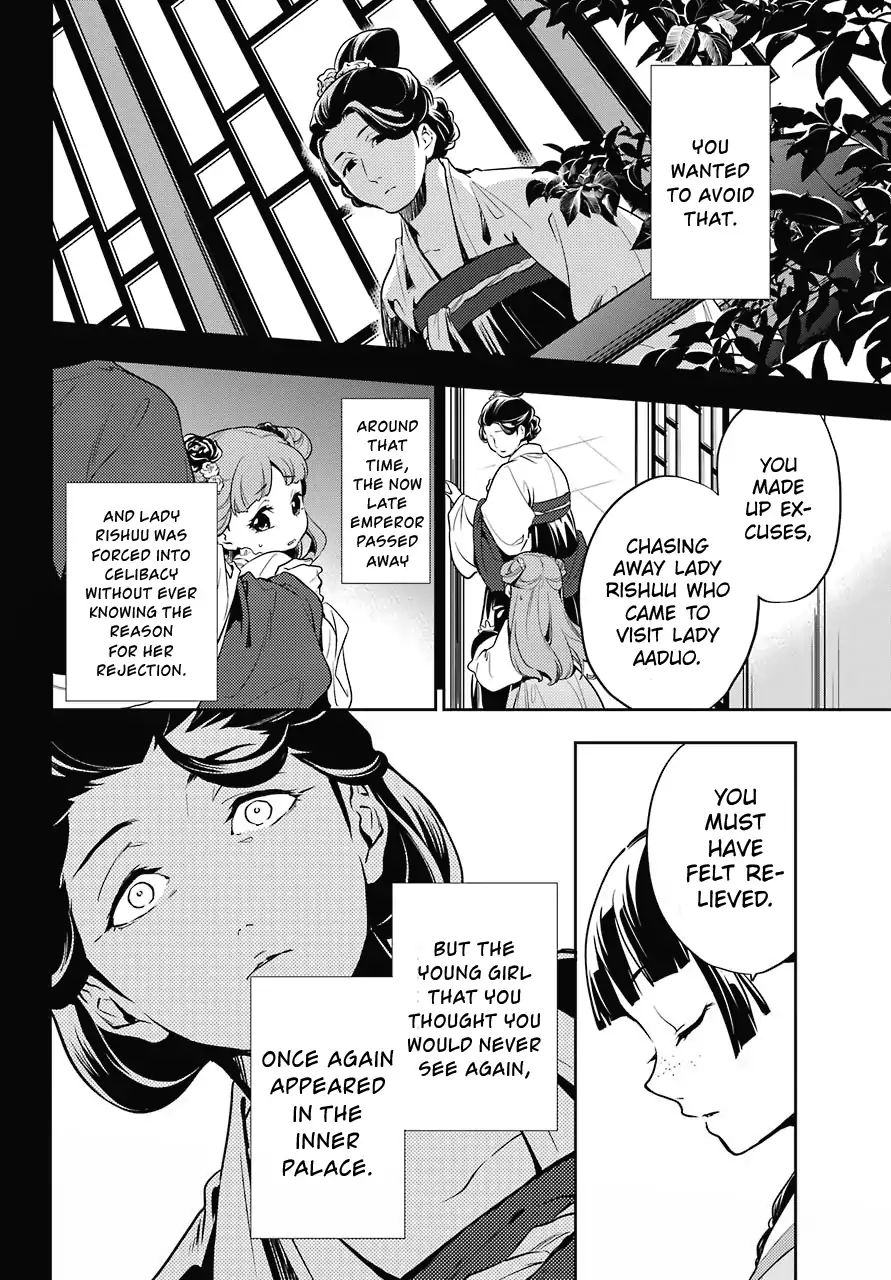 YOU
WANTED
TO AVOID
THAT.
YOU
MADE
UP EX-
CUSES,
CHASING
AWAY LADY
RISHUU WHO
CAME TO
VISIT LADY
AADUO.
AROUND
THAT
TIME,
THE NOW
LATE
EMPEROR
PASSED
AWAY
AND LADY
RISHUU WAS
FORCED INTO
CELIBACY
WITHOUT EVER
KNOWING THE
REASON
FOR HER
REJECTION.
YOU
MUST
HAVE
FELT RE-
LIEVED.
BUT THE
YOUNG GIRL
THAT YOU
THOUGHT YOU
WOULD NEVER
SEE AGAIN,
ONCE AGAIN
APPEARED
IN THE
INNER
PALACE.